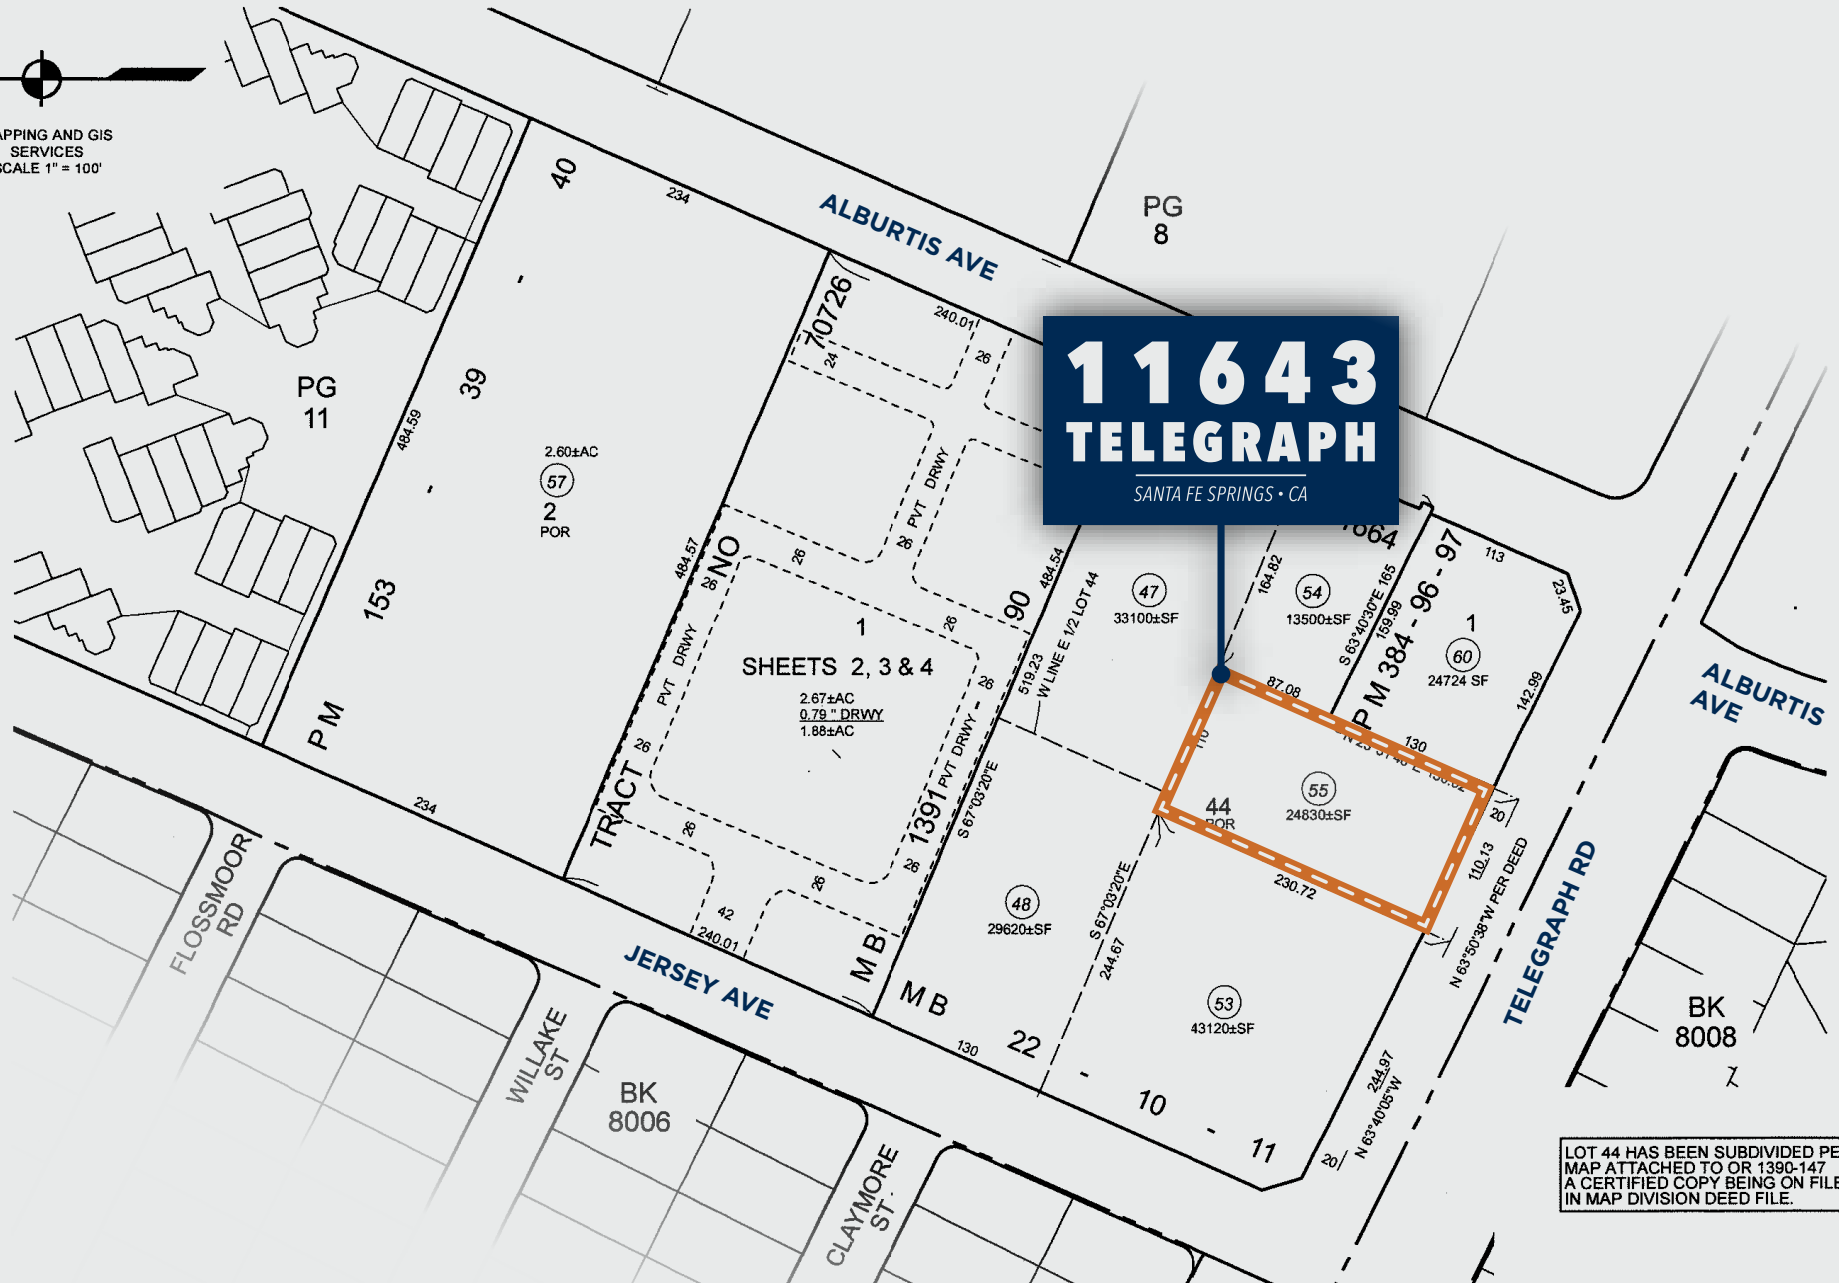 APPING AND GIS
SERVICES
SCALE 1" = 100'
40
234
ALBURTIS AVE
PG
8
70726
24
240.01
26
11643
TELEGRAPH
SANTA FE SPRINGS • CA
39
PG
11
484.59
2.60±AC
57
2
POR
153
P M
234
484.57
NO
26
26
26
PVT DRWY
PVT DRWY
26
26
26
1
SHEETS 2, 3 & 4
2.67±AC
0.79 " DRWY
1.88±AC
TRACT
26
26
26
42
240.01
PVT DRWY
1391
90
484.54
519.23
W LINE E 1/2 LOT 44
S 67°03'20"E
M B
47
33100±SF
164.82
54
13500±SF
1664
S 63°40'30"E 165
159.99
P M 384 - 96 - 97
113
23.45
1
60
24724 SF
142.99
87.08
130
110
44
POR
55
24830±SF
20
110.13
N 63°50'38"W PER DEED
230.72
48
29620±SF
S 67°03'20"E
244.67
53
43120±SF
M B
22
-
10
-
11
130
244.97
N 63°40'05"W
20
ALBURTIS
AVE
TELEGRAPH RD
JERSEY AVE
FLOSSMOOR
RD
WILLAKE
ST
CLAYMORE
ST
BK
8006
BK
8008
LOT 44 HAS BEEN SUBDIVIDED PE
MAP ATTACHED TO OR 1390-147
A CERTIFIED COPY BEING ON FILE
IN MAP DIVISION DEED FILE.